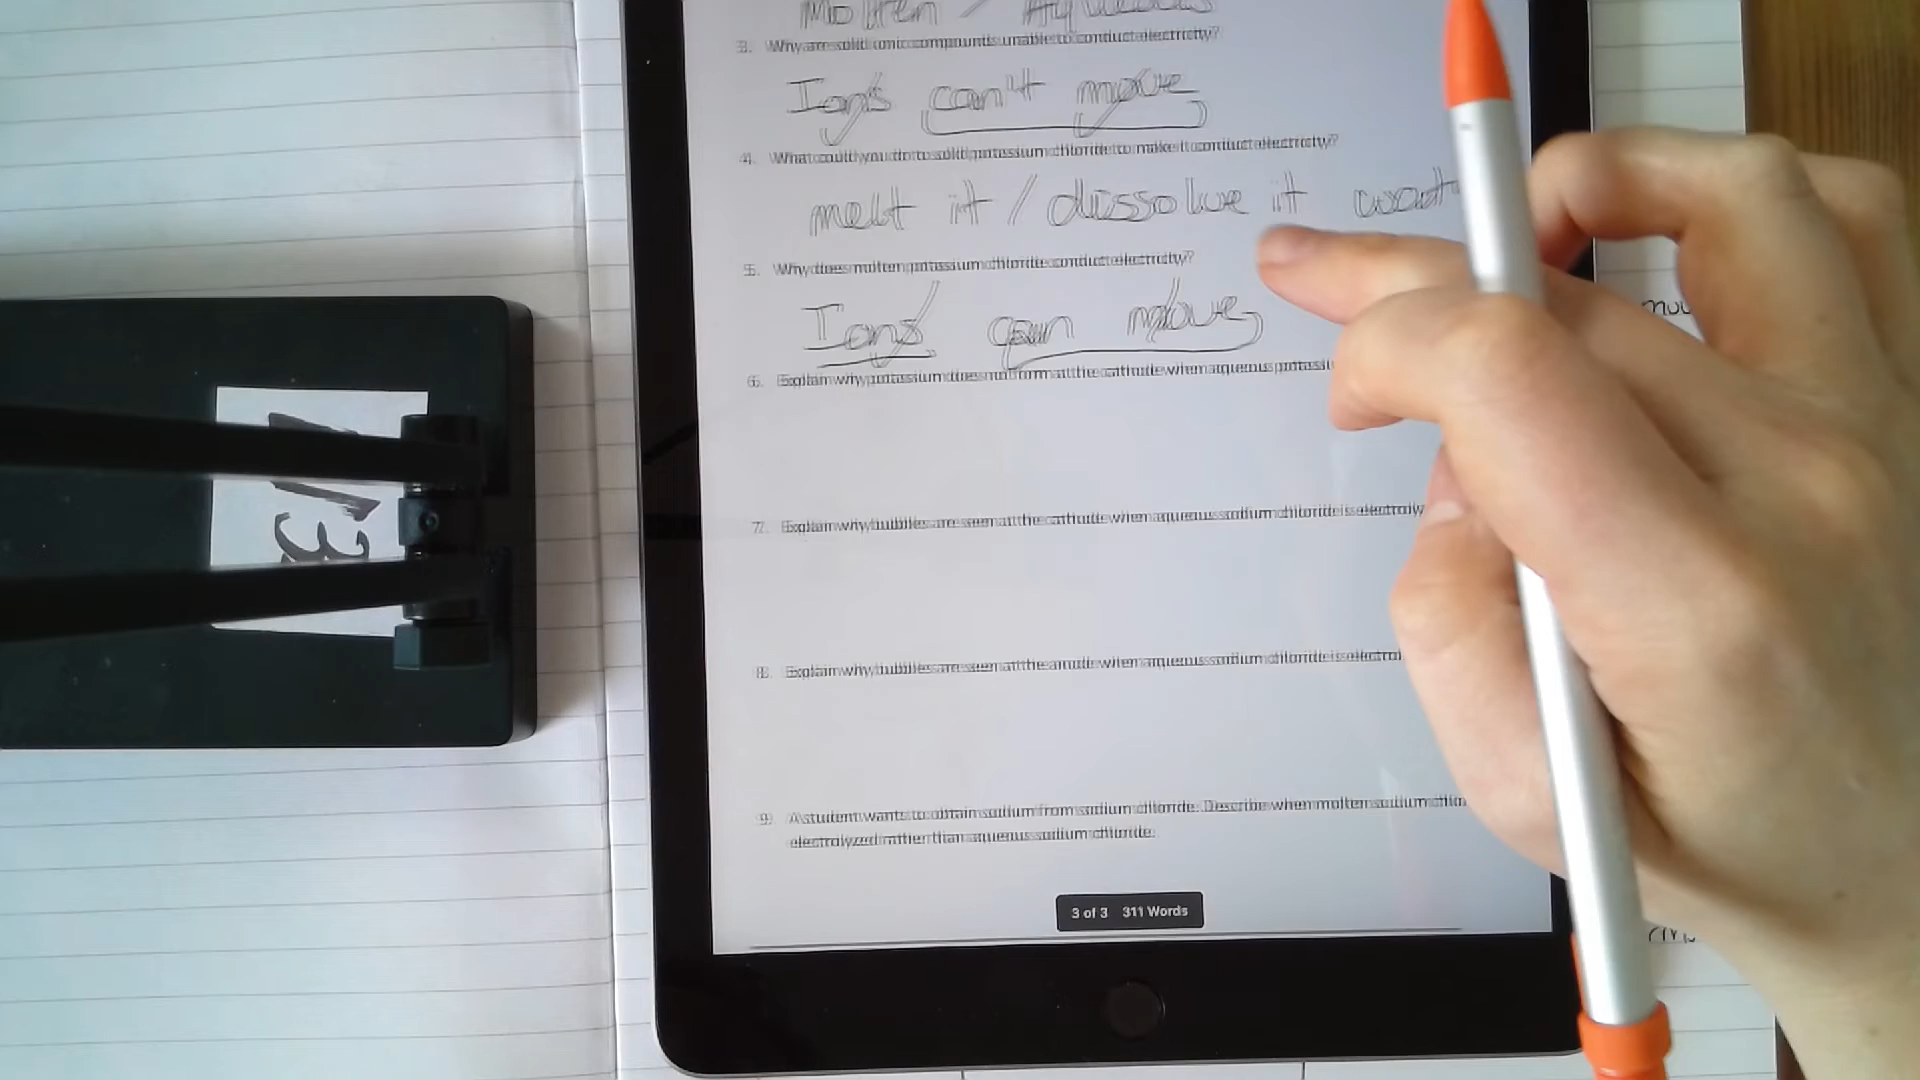 Molten / Aqueous
3. Why are solid ionic compounds unable to conduct electricity?
Ions can't move
4. What could you do to solid potassium chloride to make it conduct electricity?
melt it / dissolve it wat
5. Why does molten potassium chloride conduct electricity?
Ions can move
6. Explain why potassium does not form at the cathode when aqueous potassi
7. Explain why bubbles are seen at the cathode when aqueous sodium chloride is electroly
8. Explain why bubbles are seen at the anode when aqueous sodium chloride is electrol
9. A student wants to obtain sodium from sodium chloride. Describe when molten sodium chlo
electrolyzed rather than aqueous sodium chloride.
3 of 3 311 Words
1/3
mou